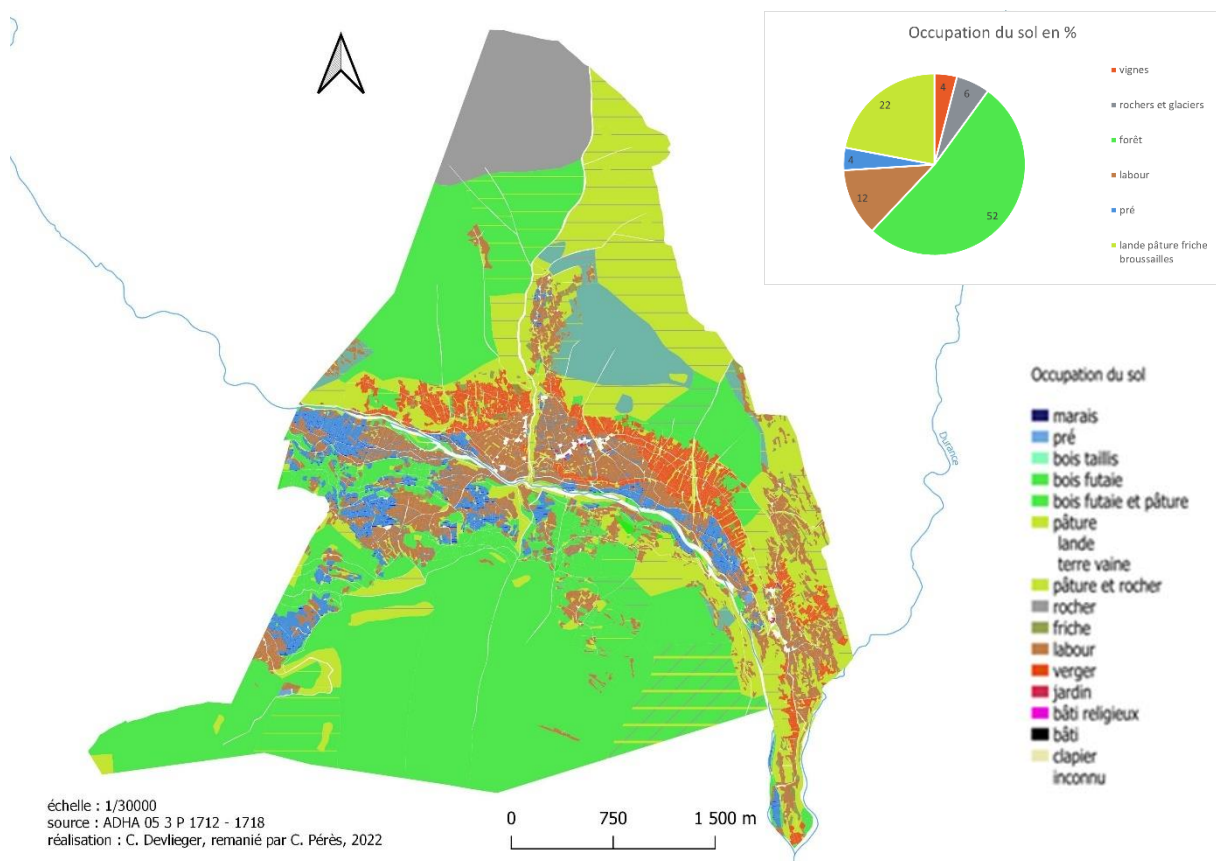 Occupation du sol en %
4
6
22
4
12
52
vignes
rochers et glaciers
forêt
labour
pré
lande pâture friche
broussailles
Durance
Occupation du sol
marais
pré
bois taillis
bois futaie
bois futaie et pâture
pâture
lande
terre vaine
pâture et rocher
rocher
friche
labour
verger
jardin
bâti religieux
bâti
clapier
inconnu
échelle : 1/30000
source : ADHA 05 3 P 1712 - 1718
réalisation : C. Devlieger, remanié par C. Pérès, 2022
0 750 1 500 m